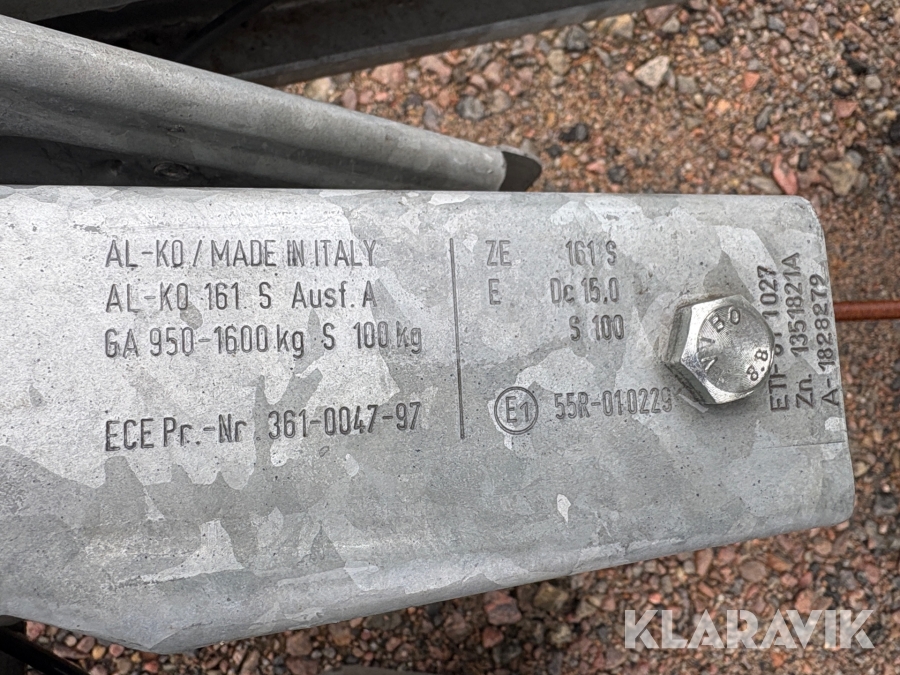 AL-KO / MADE IN ITALY
AL-KO 161 S Ausf. A
GA 950-1600 kg S 100 kg
ECE Pr.-Nr. 361-0047-97
ZE 161 S
E Dc 15.0
S 100
E1 55R-010229
1027
Zn. 1351821A
A- 1828279
8.8
KLARAVIK